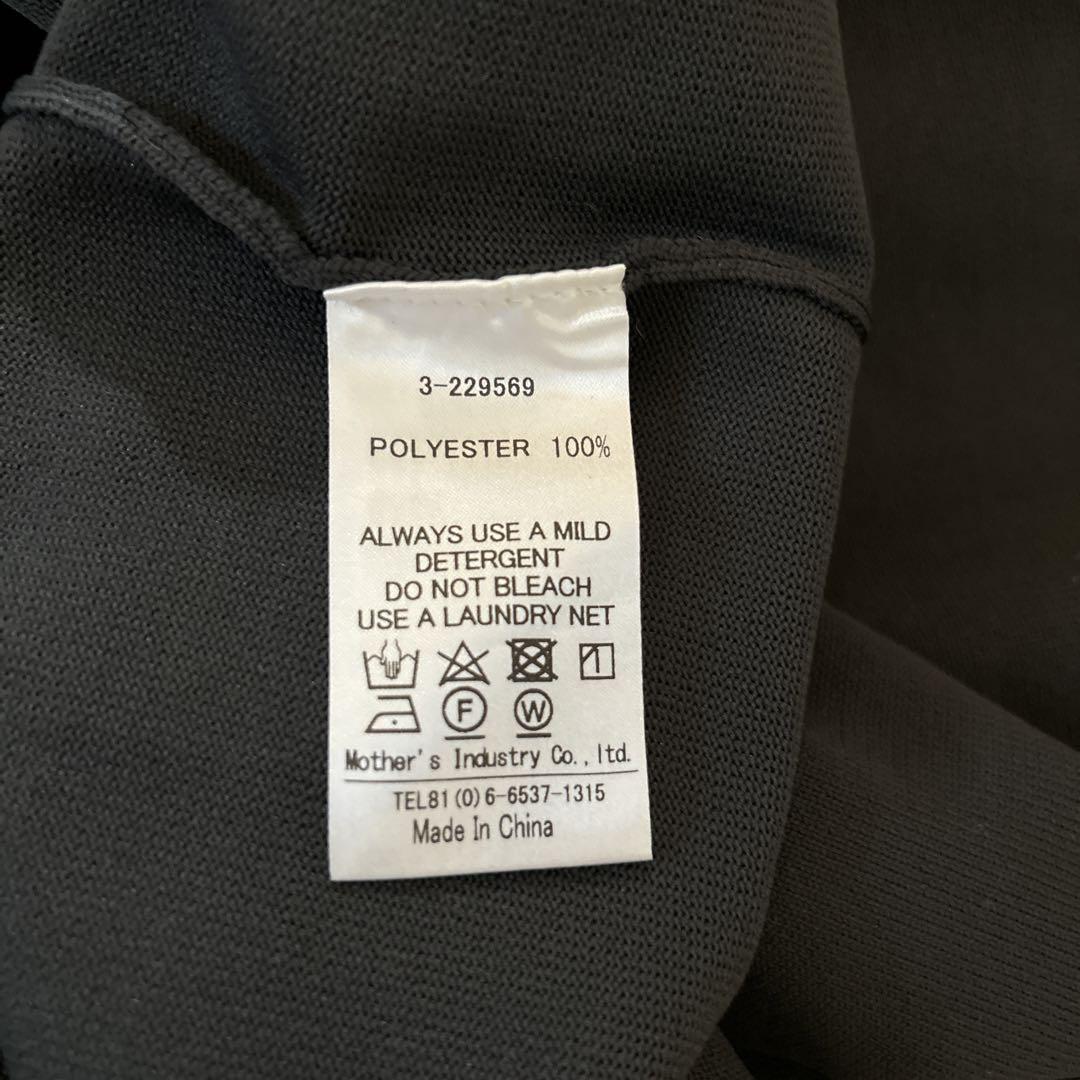 3-229569
POLYESTER 100%
ALWAYS USE A MILD
DETERGENT
DO NOT BLEACH
USE A LAUNDRY NET
F W
Mother's Industry Co., ltd.
TEL81(0)6-6537-1315
Made In China